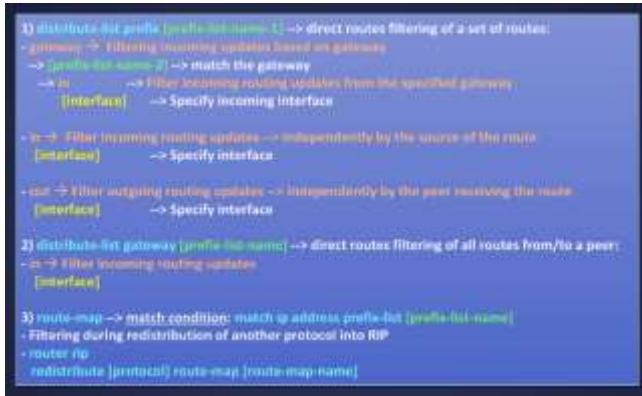 1) distribute-list prefix [prefix-list-name-1] --> direct routes filtering of a set of routes:
- gateway → Filtering incoming updates based on gateway
--> [prefix-list-name-2] --> match the gateway
--> in --> Filter incoming routing updates from the specified gateway
[interface] --> Specify incoming interface
- in → Filter incoming routing updates --> independently by the source of the route
[interface] --> Specify interface
- out → Filter outgoing routing updates --> independently by the peer receiving the route
[interface] --> Specify interface
2) distribute-list gateway [prefix-list-name] --> direct routes filtering of all routes from/to a peer:
- in → Filter incoming routing updates
[interface]
3) route-map --> match condition: match ip address prefix-list [prefix-list-name]
- Filtering during redistribution of another protocol into RIP
- router rip
redistribute [protocol] route-map [route-map-name]